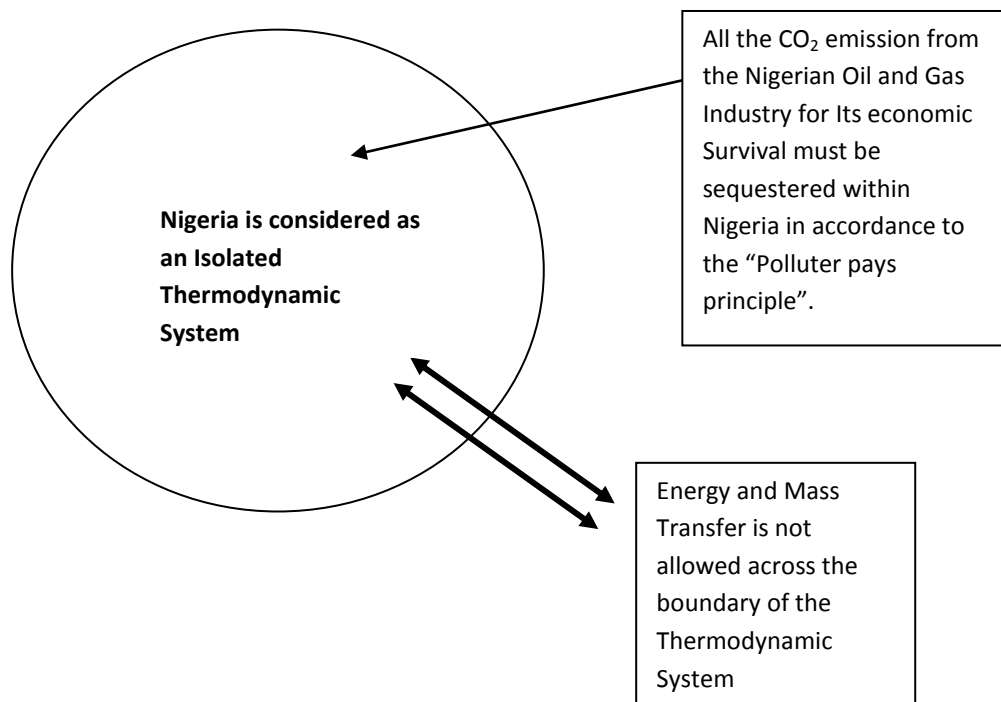 All the CO₂ emission from
the Nigerian Oil and Gas
Industry for Its economic
Survival must be
sequestered within
Nigeria in accordance to
the “Polluter pays
principle”.
Nigeria is considered as
an Isolated
Thermodynamic
System
Energy and Mass
Transfer is not
allowed across the
boundary of the
Thermodynamic
System